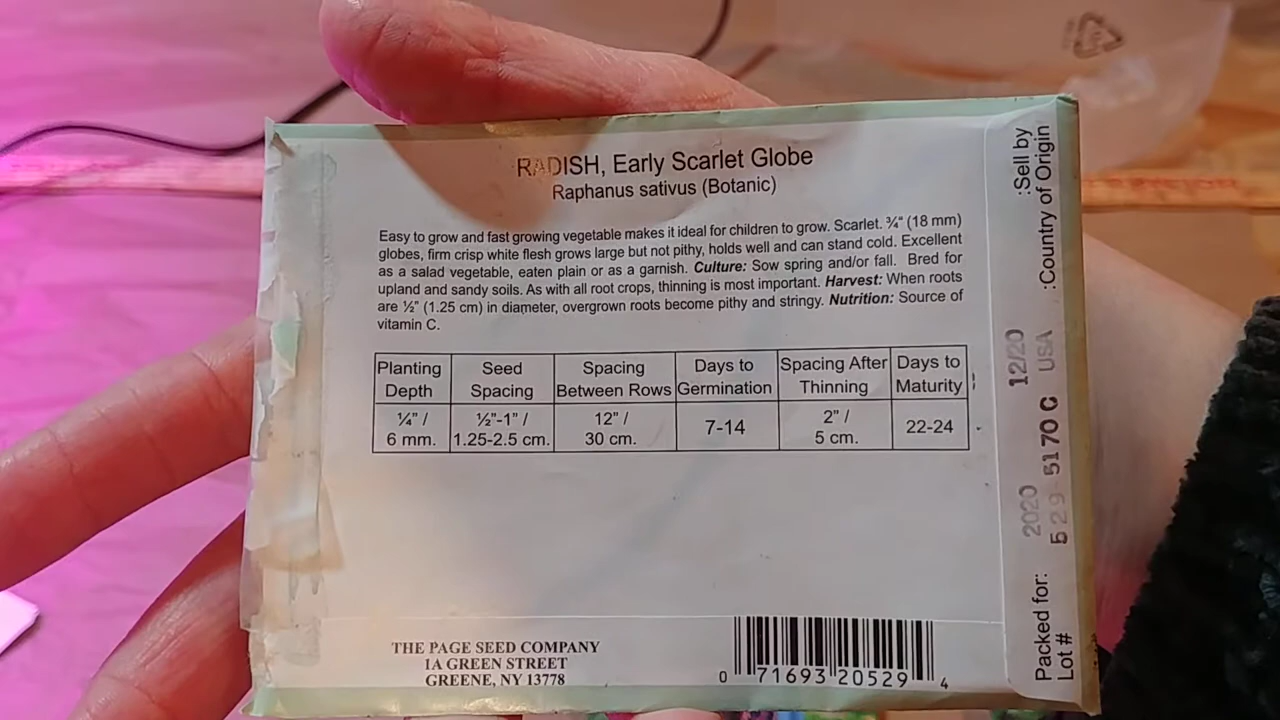 RADISH, Early Scarlet Globe
Raphanus sativus (Botanic)
Easy to grow and fast growing vegetable makes it ideal for children to grow. Scarlet. ¾" (18 mm)
globes, firm crisp white flesh grows large but not pithy, holds well and can stand cold. Excellent
as a salad vegetable, eaten plain or as a garnish. Culture: Sow spring and/or fall. Bred for
upland and sandy soils. As with all root crops, thinning is most important. Harvest: When roots
are ½" (1.25 cm) in diameter, overgrown roots become pithy and stringy. Nutrition: Source of
vitamin C.
Planting Depth
Seed Spacing
Spacing Between Rows
Days to Germination
Spacing After Thinning
Days to Maturity
¼" / 6 mm.
½"-1" / 1.25-2.5 cm.
12" / 30 cm.
7-14
2" / 5 cm.
22-24
THE PAGE SEED COMPANY
1A GREEN STREET
GREENE, NY 13778
0 71693 20529 4
Packed for: 2020 12/20 :Sell by
Lot # 529 5170 C USA :Country of Origin